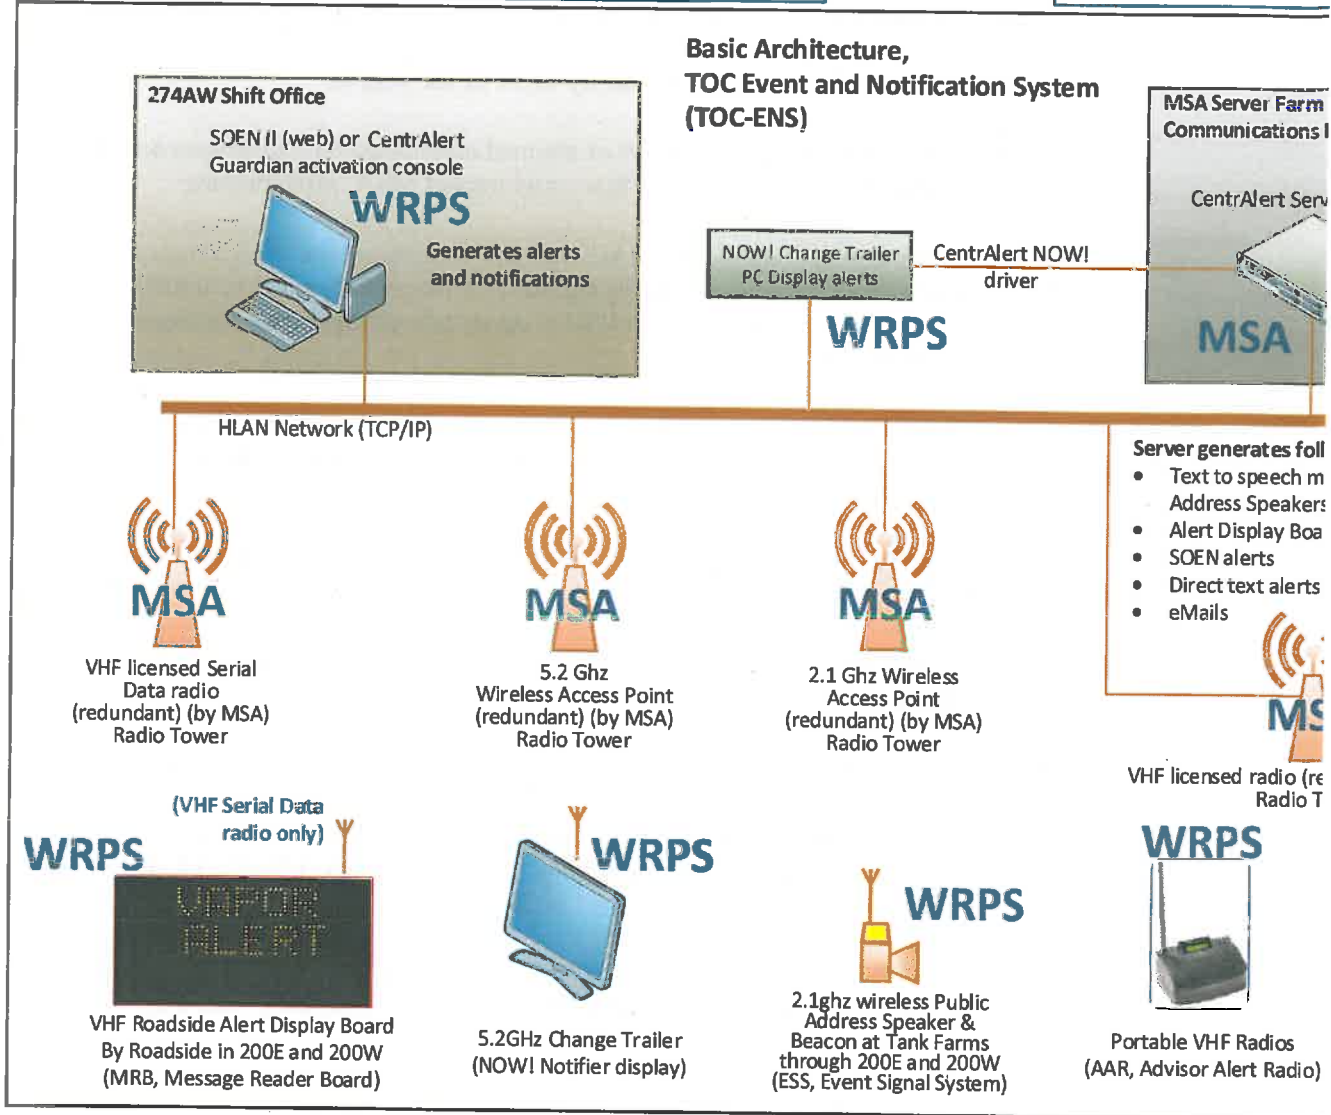 Basic Architecture,
TOC Event and Notification System
(TOC-ENS)
274AW Shift Office
SOEN II (web) or CentrAlert
Guardian activation console
WRPS
Generates alerts
and notifications
NOW! Change Trailer
PC Display alerts
WRPS
CentrAlert NOW!
driver
MSA Server Farm
Communications
CentrAlert Serv
MSA
HLAN Network (TCP/IP)
Server generates foll
• Text to speech m
Address Speakers
• Alert Display Boa
• SOEN alerts
• Direct text alerts
• eMails
MSA
VHF licensed Serial
Data radio
(redundant) (by MSA)
Radio Tower
MSA
5.2 Ghz
Wireless Access Point
(redundant) (by MSA)
Radio Tower
MSA
2.1 Ghz Wireless
Access Point
(redundant) (by MSA)
Radio Tower
MS
VHF licensed radio (re
Radio T
(VHF Serial Data
radio only)
WRPS
VAPOR
ALERT
VHF Roadside Alert Display Board
By Roadside in 200E and 200W
(MRB, Message Reader Board)
WRPS
5.2GHz Change Trailer
(NOW! Notifier display)
WRPS
2.1ghz wireless Public
Address Speaker &
Beacon at Tank Farms
through 200E and 200W
(ESS, Event Signal System)
WRPS
Portable VHF Radios
(AAR, Advisor Alert Radio)